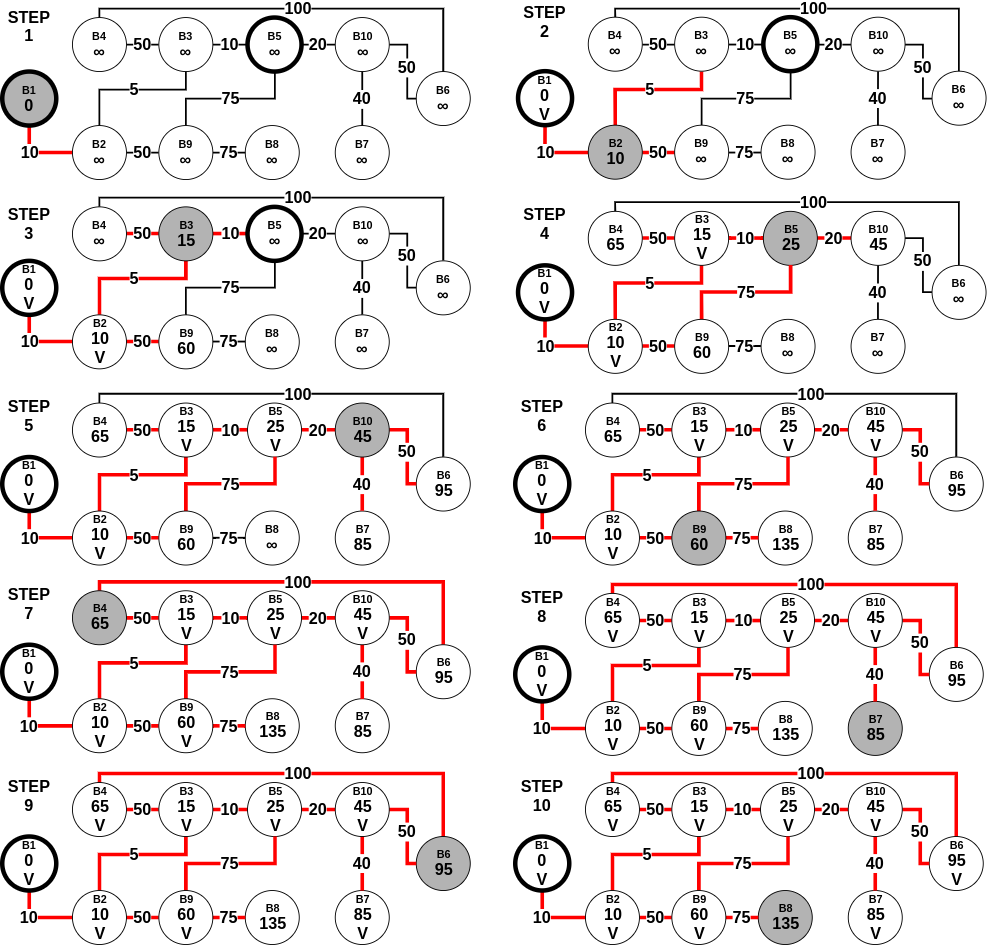 100
STEP 1
B4 B3 B5 B10
∞ 50 ∞ 10 ∞ 20 ∞
50
B1 5 B6
0 75 40 ∞
B2 B9 B8 B7
10 ∞ 50 ∞ 75 ∞ ∞
100
STEP 2
B4 B3 B5 B10
∞ 50 ∞ 10 ∞ 20 ∞
50
B1 5 B6
0 75 40 ∞
V
B2 B9 B8 B7
10 10 50 ∞ 75 ∞ ∞
100
STEP 3
B4 B3 B5 B10
∞ 50 15 10 ∞ 20 ∞
50
B1 5 B6
0 75 40 ∞
V
B2 B9 B8 B7
10 10 50 60 75 ∞ ∞
V
100
STEP 4
B4 B3 B5 B10
65 50 15 10 25 20 45
V
50
B1 5 B6
0 75 40 ∞
V
B2 B9 B8 B7
10 10 50 60 75 ∞ ∞
V
100
STEP 5
B4 B3 B5 B10
65 50 15 10 25 20 45
V V
50
B1 5 B6
0 75 40 95
V
B2 B9 B8 B7
10 10 50 60 75 ∞ 85
V
100
STEP 6
B4 B3 B5 B10
65 50 15 10 25 20 45
V V V
50
B1 5 B6
0 75 40 95
V
B2 B9 B8 B7
10 10 50 60 75 135 85
V
100
STEP 7
B4 B3 B5 B10
65 50 15 10 25 20 45
V V V
50
B1 5 B6
0 75 40 95
V
B2 B9 B8 B7
10 10 50 60 75 135 85
V V
100
STEP 8
B4 B3 B5 B10
65 50 15 10 25 20 45
V V V V
50
B1 5 B6
0 75 40 95
V
B2 B9 B8 B7
10 10 50 60 75 135 85
V V
100
STEP 9
B4 B3 B5 B10
65 50 15 10 25 20 45
V V V V
50
B1 5 B6
0 75 40 95
V
B2 B9 B8 B7
10 10 50 60 75 135 85
V V V
100
STEP 10
B4 B3 B5 B10
65 50 15 10 25 20 45
V V V V
50
B1 5 B6
0 75 40 95
V V
B2 B9 B8 B7
10 10 50 60 75 135 85
V V V